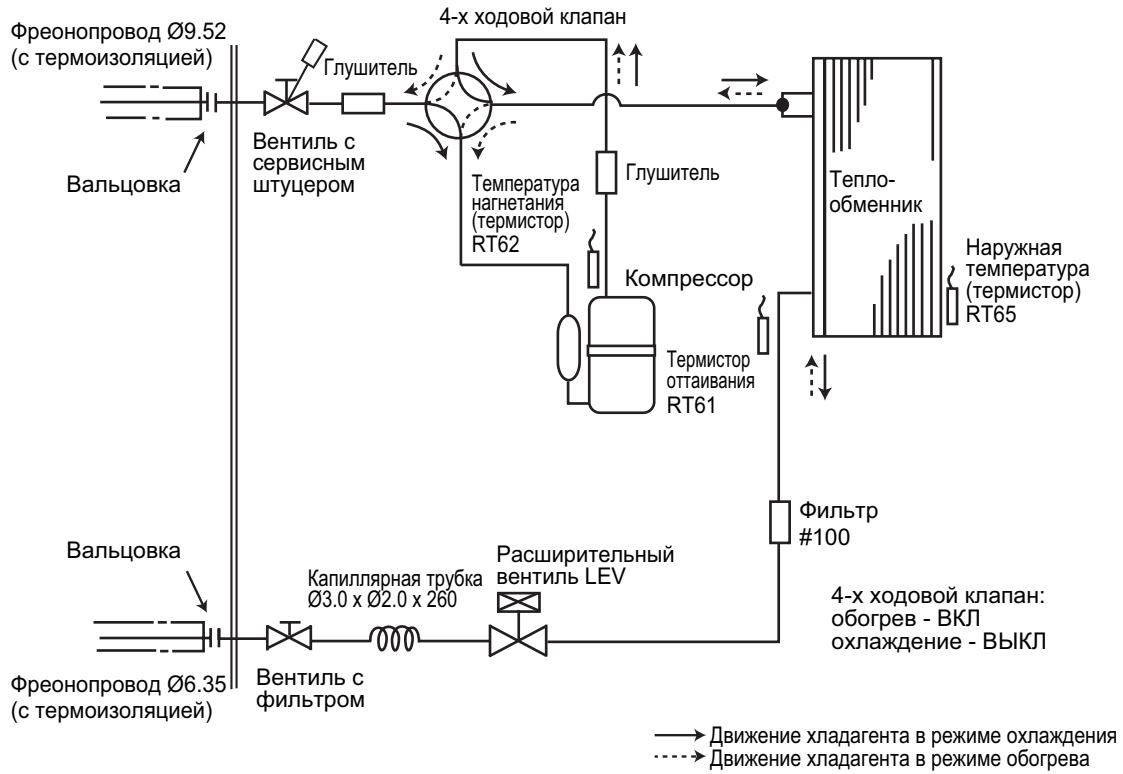 4-х ходовой клапан
Фреонопровод Ø9.52
(с термоизоляцией)
Глушитель
Вентиль с
сервисным
штуцером
Вальцовка
Температура
нагнетания
(термистор)
RT62
Глушитель
Тепло-
обменник
Наружная
температура
(термистор)
RT65
Компрессор
Термистор
оттаивания
RT61
Фильтр
#100
Вальцовка
Капиллярная трубка
Ø3.0 x Ø2.0 x 260
Расширительный
вентиль LEV
4-х ходовой клапан:
обогрев - ВКЛ
охлаждение - ВЫКЛ
Фреонопровод Ø6.35
(с термоизоляцией)
Вентиль с
фильтром
Движение хладагента в режиме охлаждения
Движение хладагента в режиме обогрева